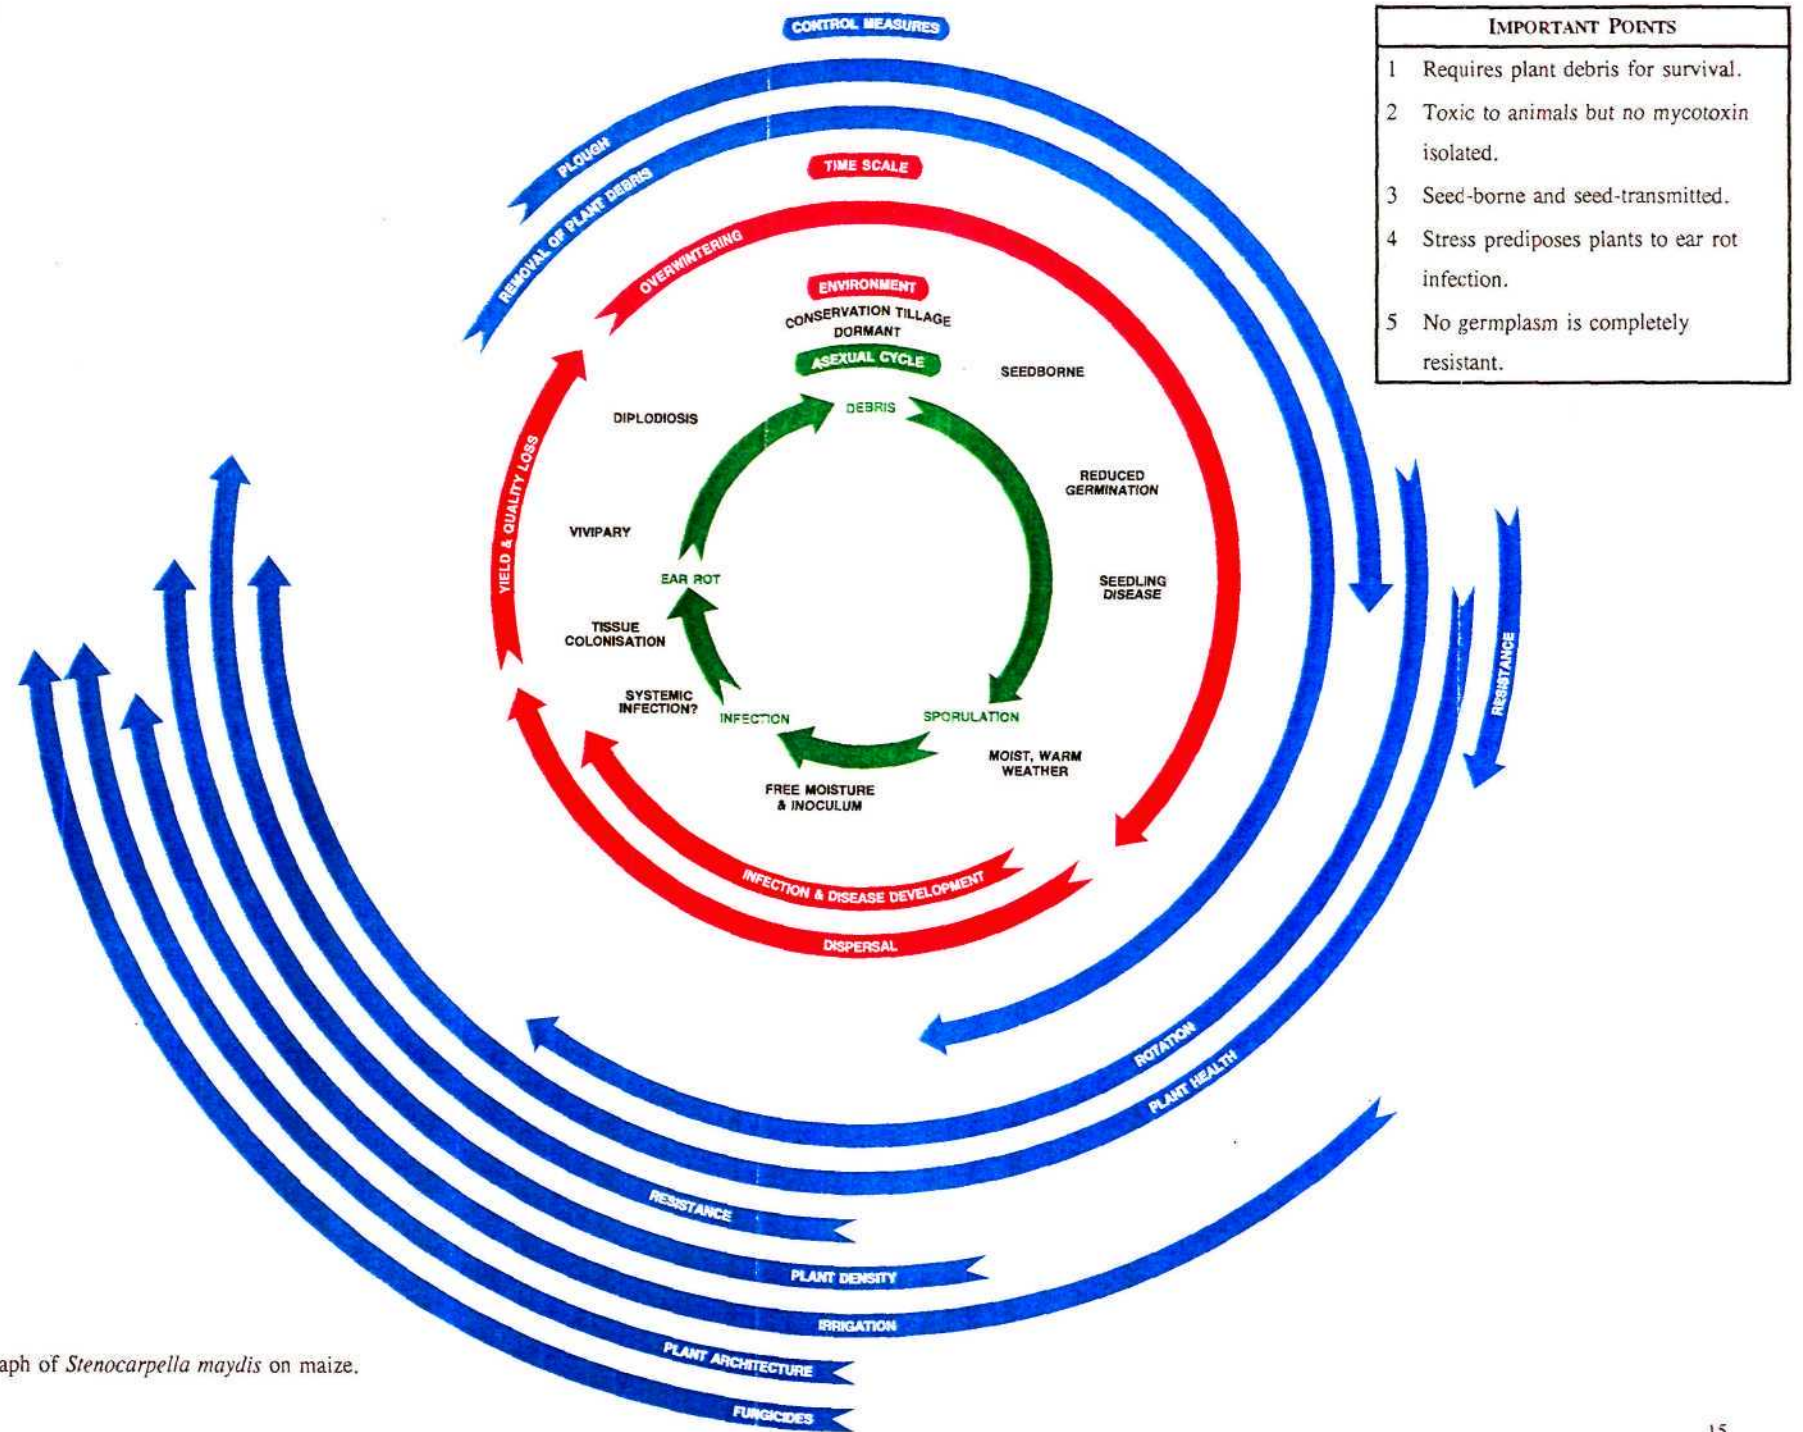 CONTROL MEASURES
PLOUGH
REMOVAL OF PLANT DEBRIS
TIME SCALE
OVERWINTERING
ENVIRONMENT
CONSERVATION TILLAGE
DORMANT
ASEXUAL CYCLE
DEBRIS
SEEDBORNE
DIPLODIOSIS
REDUCED
GERMINATION
YIELD & QUALITY LOSS
VIVIPARY
EAR ROT
SEEDLING
DISEASE
TISSUE
COLONISATION
SYSTEMIC
INFECTION?
INFECTION
SPORULATION
MOIST, WARM
WEATHER
FREE MOISTURE
& INOCULUM
INFECTION & DISEASE DEVELOPMENT
DISPERSAL
RESISTANCE
ROTATION
PLANT HEALTH
RESISTANCE
PLANT DENSITY
IRRIGATION
PLANT ARCHITECTURE
FUNGICIDES
IMPORTANT POINTS
1 Requires plant debris for survival.
2 Toxic to animals but no mycotoxin
isolated.
3 Seed-borne and seed-transmitted.
4 Stress prediposes plants to ear rot
infection.
5 No germplasm is completely
resistant.
of Stenocarpella maydis on maize.